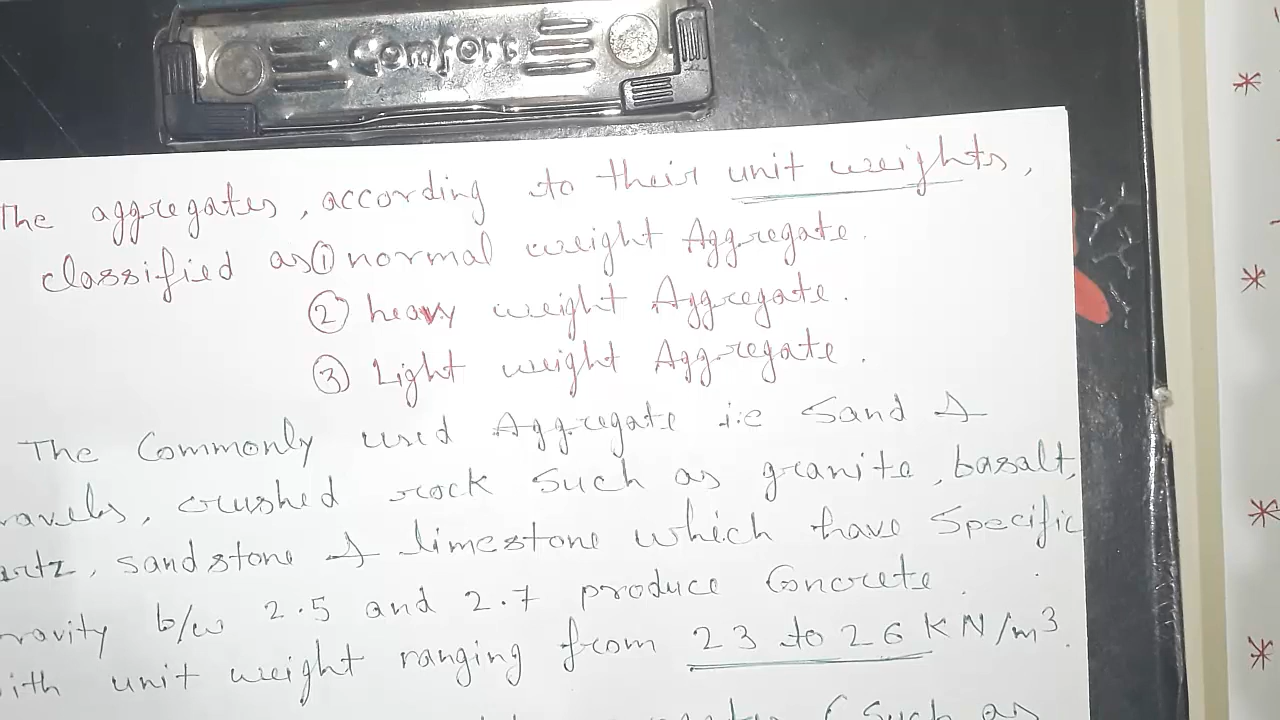 Comfort
The aggregates, according to their unit weights,
classified as ① normal weight Aggregate.
② heavy weight Aggregate.
③ Light weight Aggregate.
The Commonly used Aggregate i.e Sand &
ravels, crushed rock Such as granite, basalt,
artz, sandstone & limestone which have Specific
ravity b/w 2.5 and 2.7 produce Concrete
ith unit weight ranging from 23 to 26 KN/m³.
(Such as